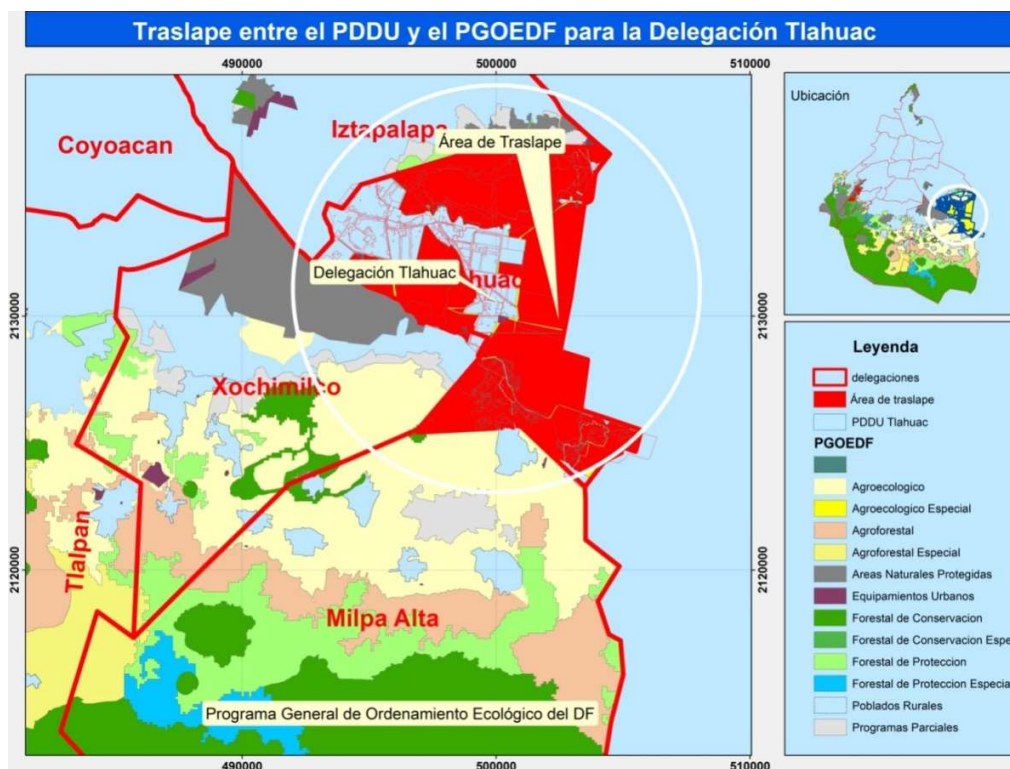 Traslape entre el PDDU y el PGOEDF para la Delegación Tlahuac
490000
500000
510000
Coyoacan
Iztapalapa
Área de Traslape
Delegación Tlahuac
huac
2130000
2130000
Xochimilco
Tlalpan
2120000
2120000
Milpa Alta
Programa General de Ordenamiento Ecológico del DF
490000
500000
510000
Ubicación
Leyenda
delegaciones
Área de traslape
PDDU Tlahuac
PGOEDF
Agroecologico
Agroecologico Especial
Agroforestal
Agroforestal Especial
Areas Naturales Protegidas
Equipamientos Urbanos
Forestal de Conservacion
Forestal de Conservacion Espe
Forestal de Proteccion
Forestal de Proteccion Especial
Poblados Rurales
Programas Parciales